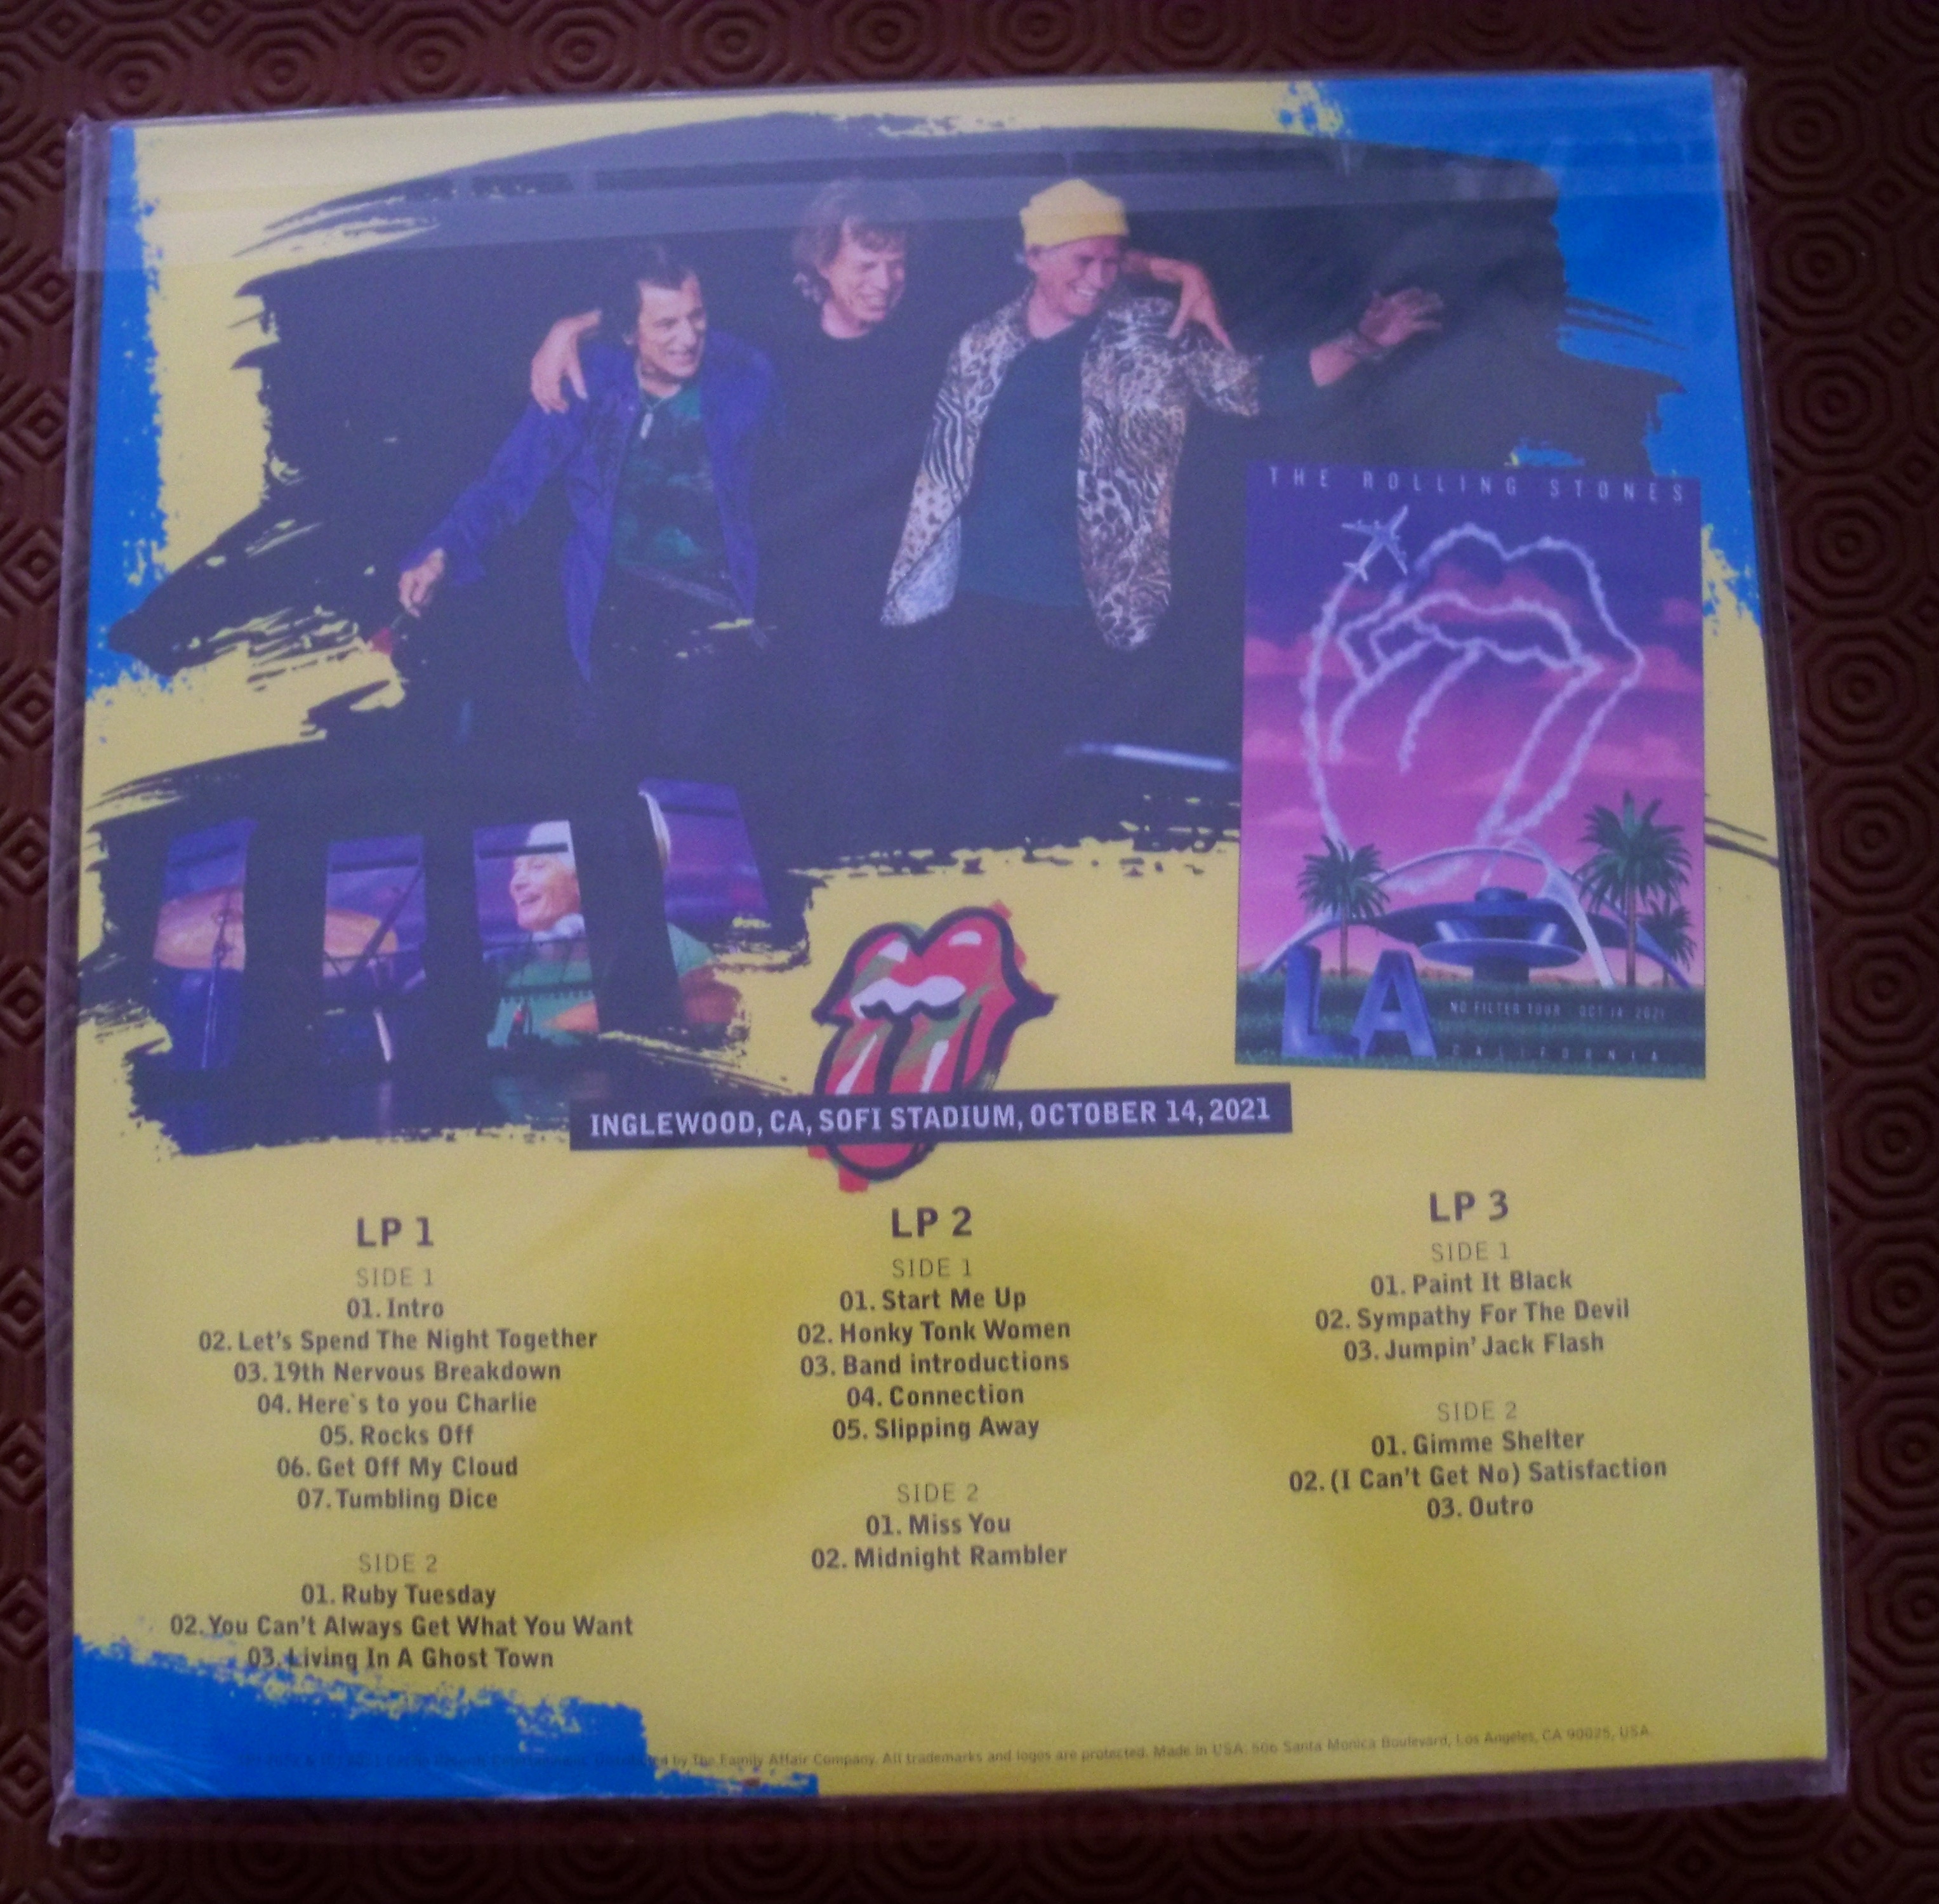 THE ROLLING STONES
LA
NO FILTER TOUR OCT 14 2021
CALIFORNIA
INGLEWOOD, CA, SOFI STADIUM, OCTOBER 14, 2021
LP 1
SIDE 1
01. Intro
02. Let's Spend The Night Together
03. 19th Nervous Breakdown
04. Here`s to you Charlie
05. Rocks Off
06. Get Off My Cloud
07. Tumbling Dice
SIDE 2
01. Ruby Tuesday
02. You Can't Always Get What You Want
03. Living In A Ghost Town
LP 2
SIDE 1
01. Start Me Up
02. Honky Tonk Women
03. Band introductions
04. Connection
05. Slipping Away
SIDE 2
01. Miss You
02. Midnight Rambler
LP 3
SIDE 1
01. Paint It Black
02. Sympathy For The Devil
03. Jumpin' Jack Flash
SIDE 2
01. Gimme Shelter
02. (I Can't Get No) Satisfaction
03. Outro
by The Family Affair Company. All trademarks and logos are protected. Made in USA. 506 Santa Monica Boulevard, Los Angeles, CA 90025, USA